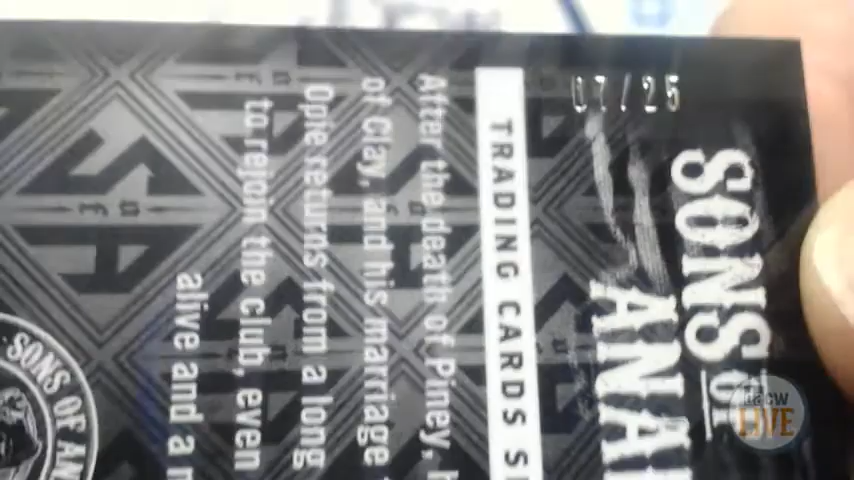 07/25
SONS OF
ANAR
TRADING CARDS S
After the death of Piney, h
of Clay, and his marriage
Opie returns from a long
to rejoin the club, even
alive and a
SONS OF AN
LIVE